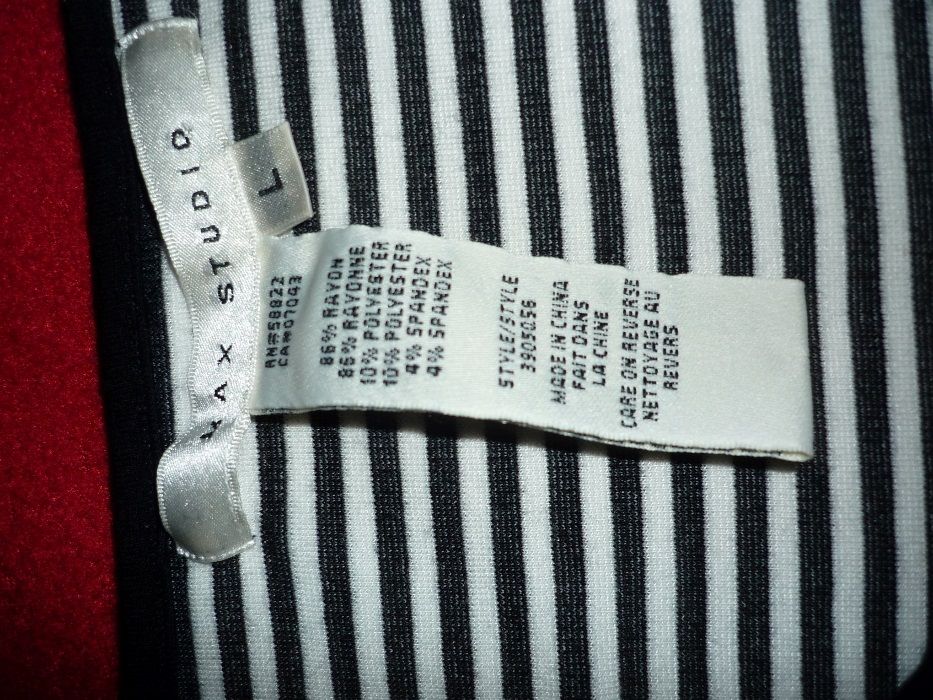 MAX STUDIO
L
RN#58822
CA#07043
86% RAYON
86% RAYONNE
10% POLYESTER
10% POLYESTER
4% SPANDEX
4% SPANDEX
STYLE/STYLE
3905056
MADE IN CHINA
FAIT DANS
LA CHINE
CARE ON REVERSE
NETTOYAGE AU
REVERS